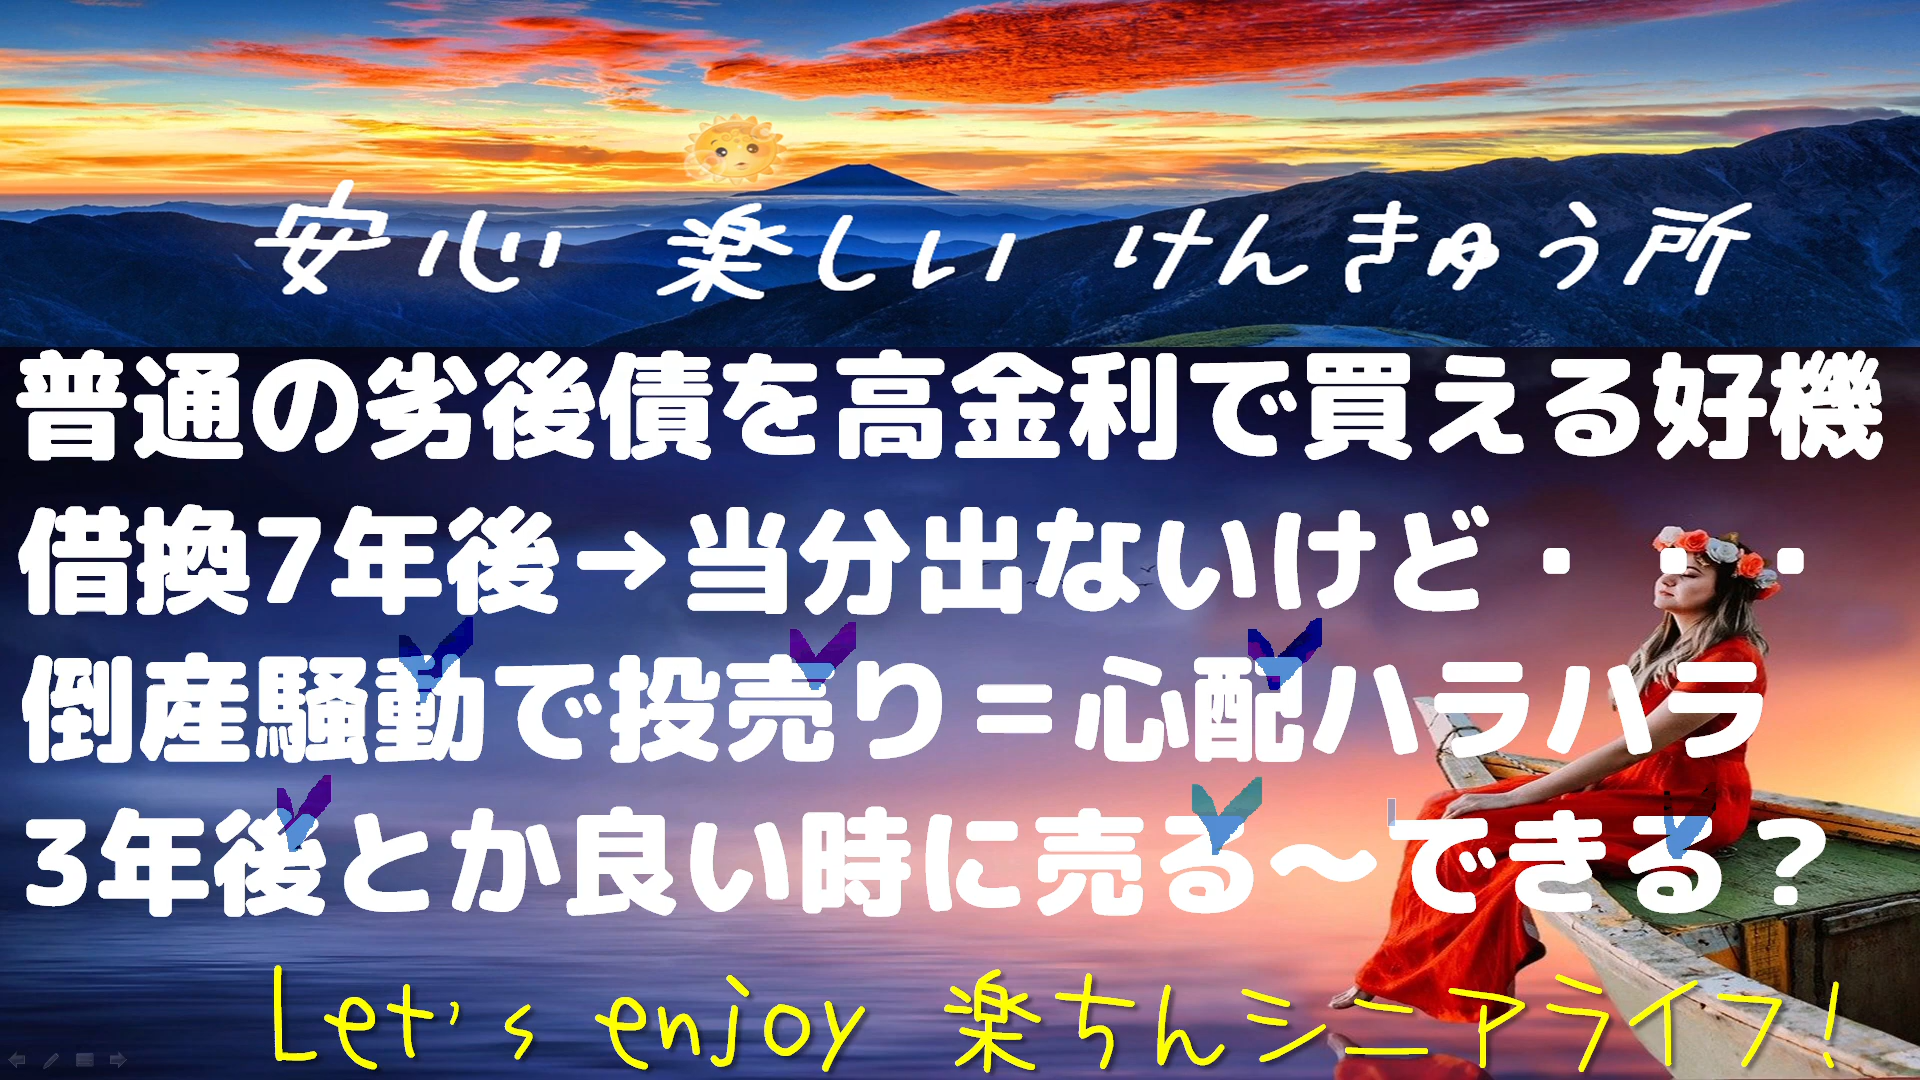 安心 楽しい けんきゅう所
普通の劣後債を高金利で買える好機
借換7年後→当分出ないけど・・・
倒産騒動で投売り＝心配ハラハラ
3年後とか良い時に売る～できる？
Let's enjoy 楽ちんシニアライフ!